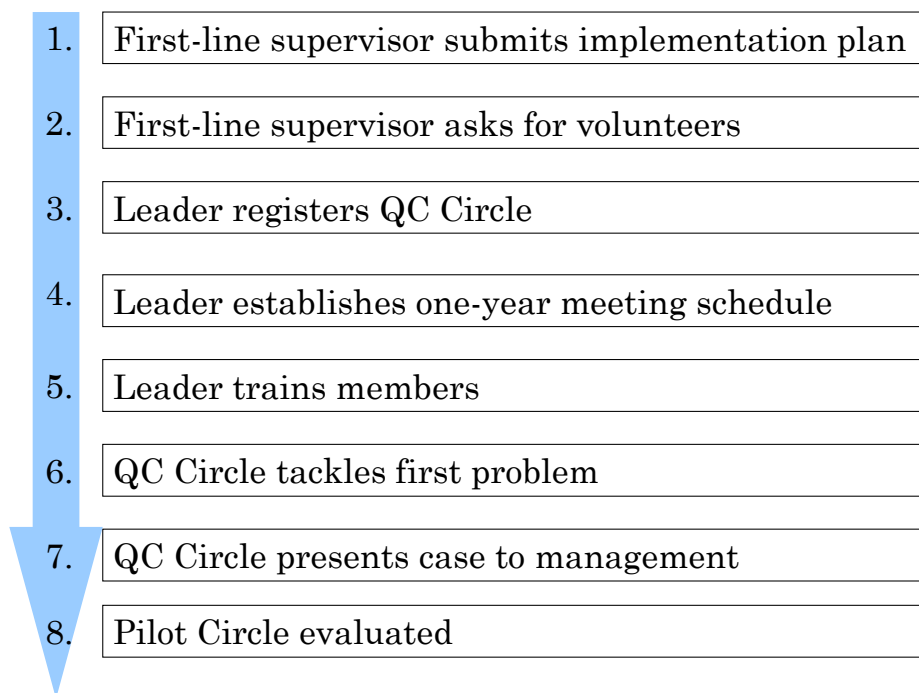 1. First-line supervisor submits implementation plan
2. First-line supervisor asks for volunteers
3. Leader registers QC Circle
4. Leader establishes one-year meeting schedule
5. Leader trains members
6. QC Circle tackles first problem
7. QC Circle presents case to management
8. Pilot Circle evaluated